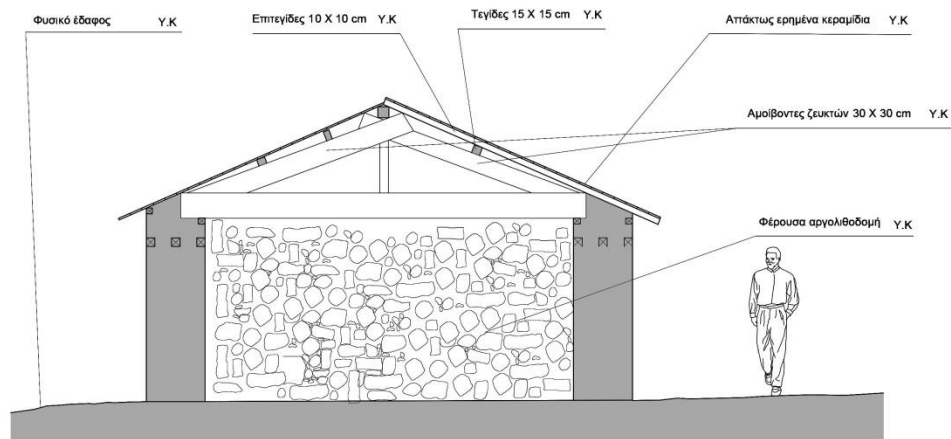 Φυσικό έδαφος Υ.Κ
Επιτεγίδες 10 Χ 10 cm Υ.Κ
Τεγίδες 15 Χ 15 cm Υ.Κ
Ατάκτως ερημένα κεραμίδια Υ.Κ
Αμοίβοντες ζευκτών 30 Χ 30 cm Υ.Κ
Φέρουσα αργολιθοδομή Υ.Κ